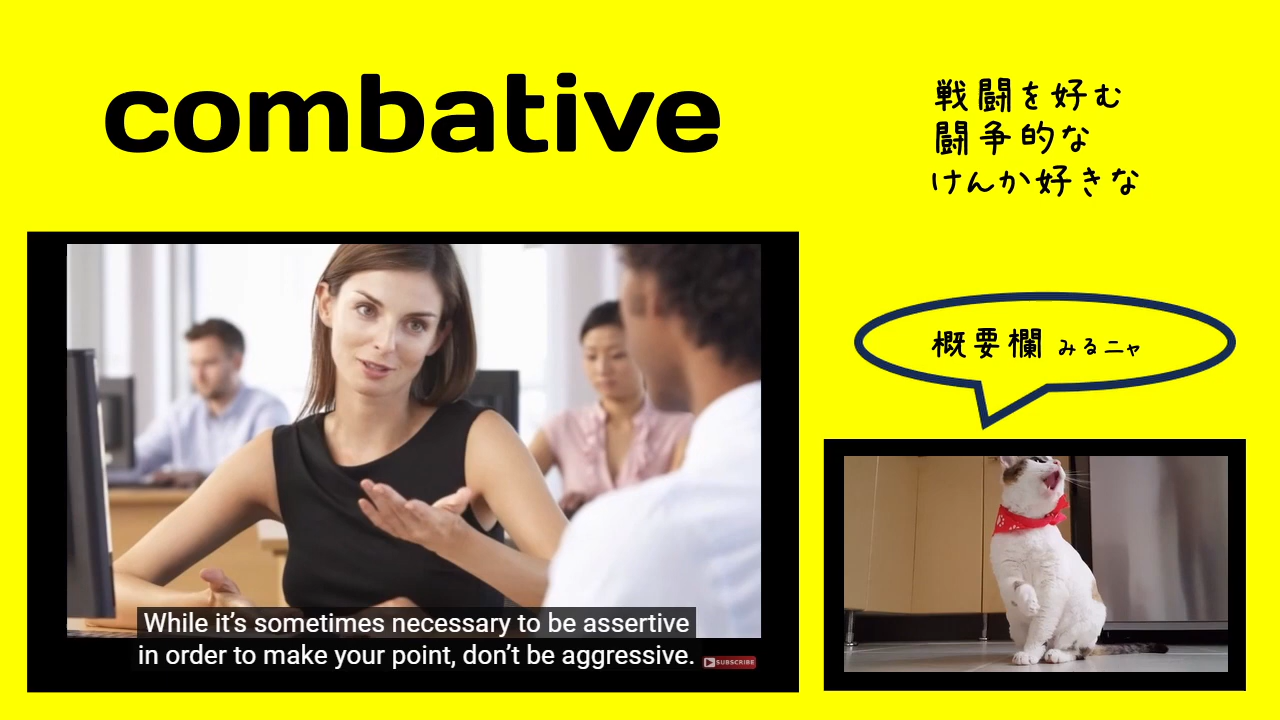 combative
戦闘を好む
闘争的な
けんか好きな
概要欄 みるニャ
While it's sometimes necessary to be assertive
in order to make your point, don't be aggressive.
SUBSCRIBE